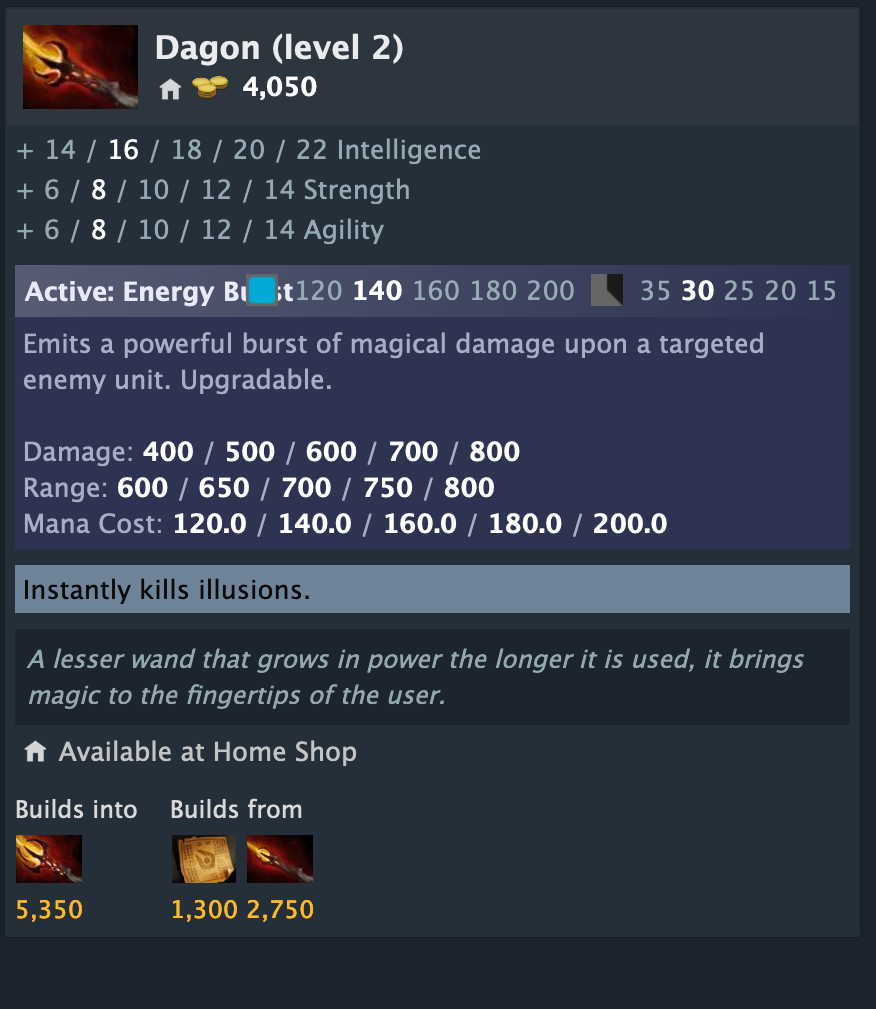 Dagon (level 2)
4,050
+ 14 / 16 / 18 / 20 / 22 Intelligence
+ 6 / 8 / 10 / 12 / 14 Strength
+ 6 / 8 / 10 / 12 / 14 Agility
Active: Energy 120 140 160 180 200 35 30 25 20 15
Emits a powerful burst of magical damage upon a targeted
enemy unit. Upgradable.
Damage: 400 / 500 / 600 / 700 / 800
Range: 600 / 650 / 700 / 750 / 800
Mana Cost: 120.0 / 140.0 / 160.0 / 180.0 / 200.0
Instantly kills illusions.
A lesser wand that grows in power the longer it is used, it brings
magic to the fingertips of the user.
Available at Home Shop
Builds into Builds from
5,350 1,300 2,750